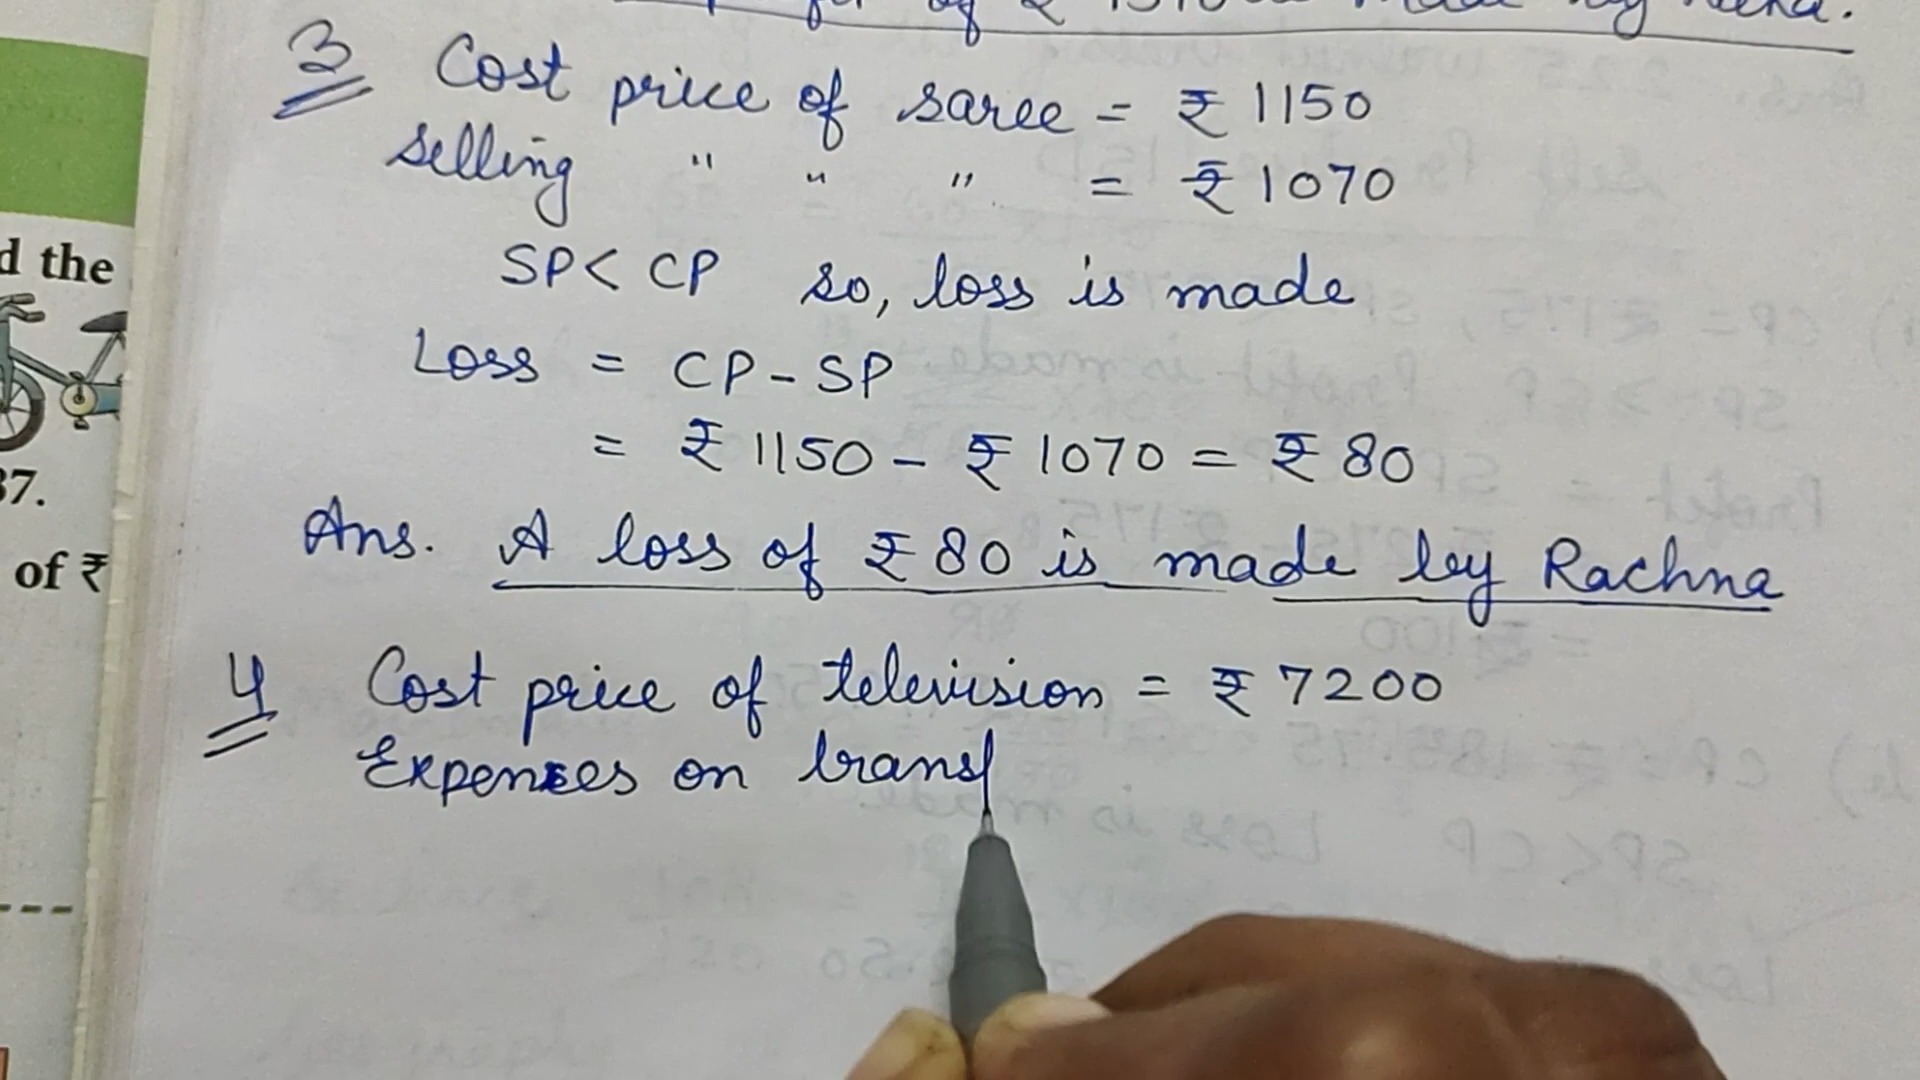 of ₹
3 Cost price of saree = ₹ 1150
Selling " " " = ₹ 1070
SP < CP so, loss is made
Loss = CP - SP
= ₹ 1150 - ₹ 1070 = ₹ 80
Ans. A loss of ₹ 80 is made by Rachna
4 Cost price of television = ₹ 7200
Expenses on transp
d the
37.
of ₹